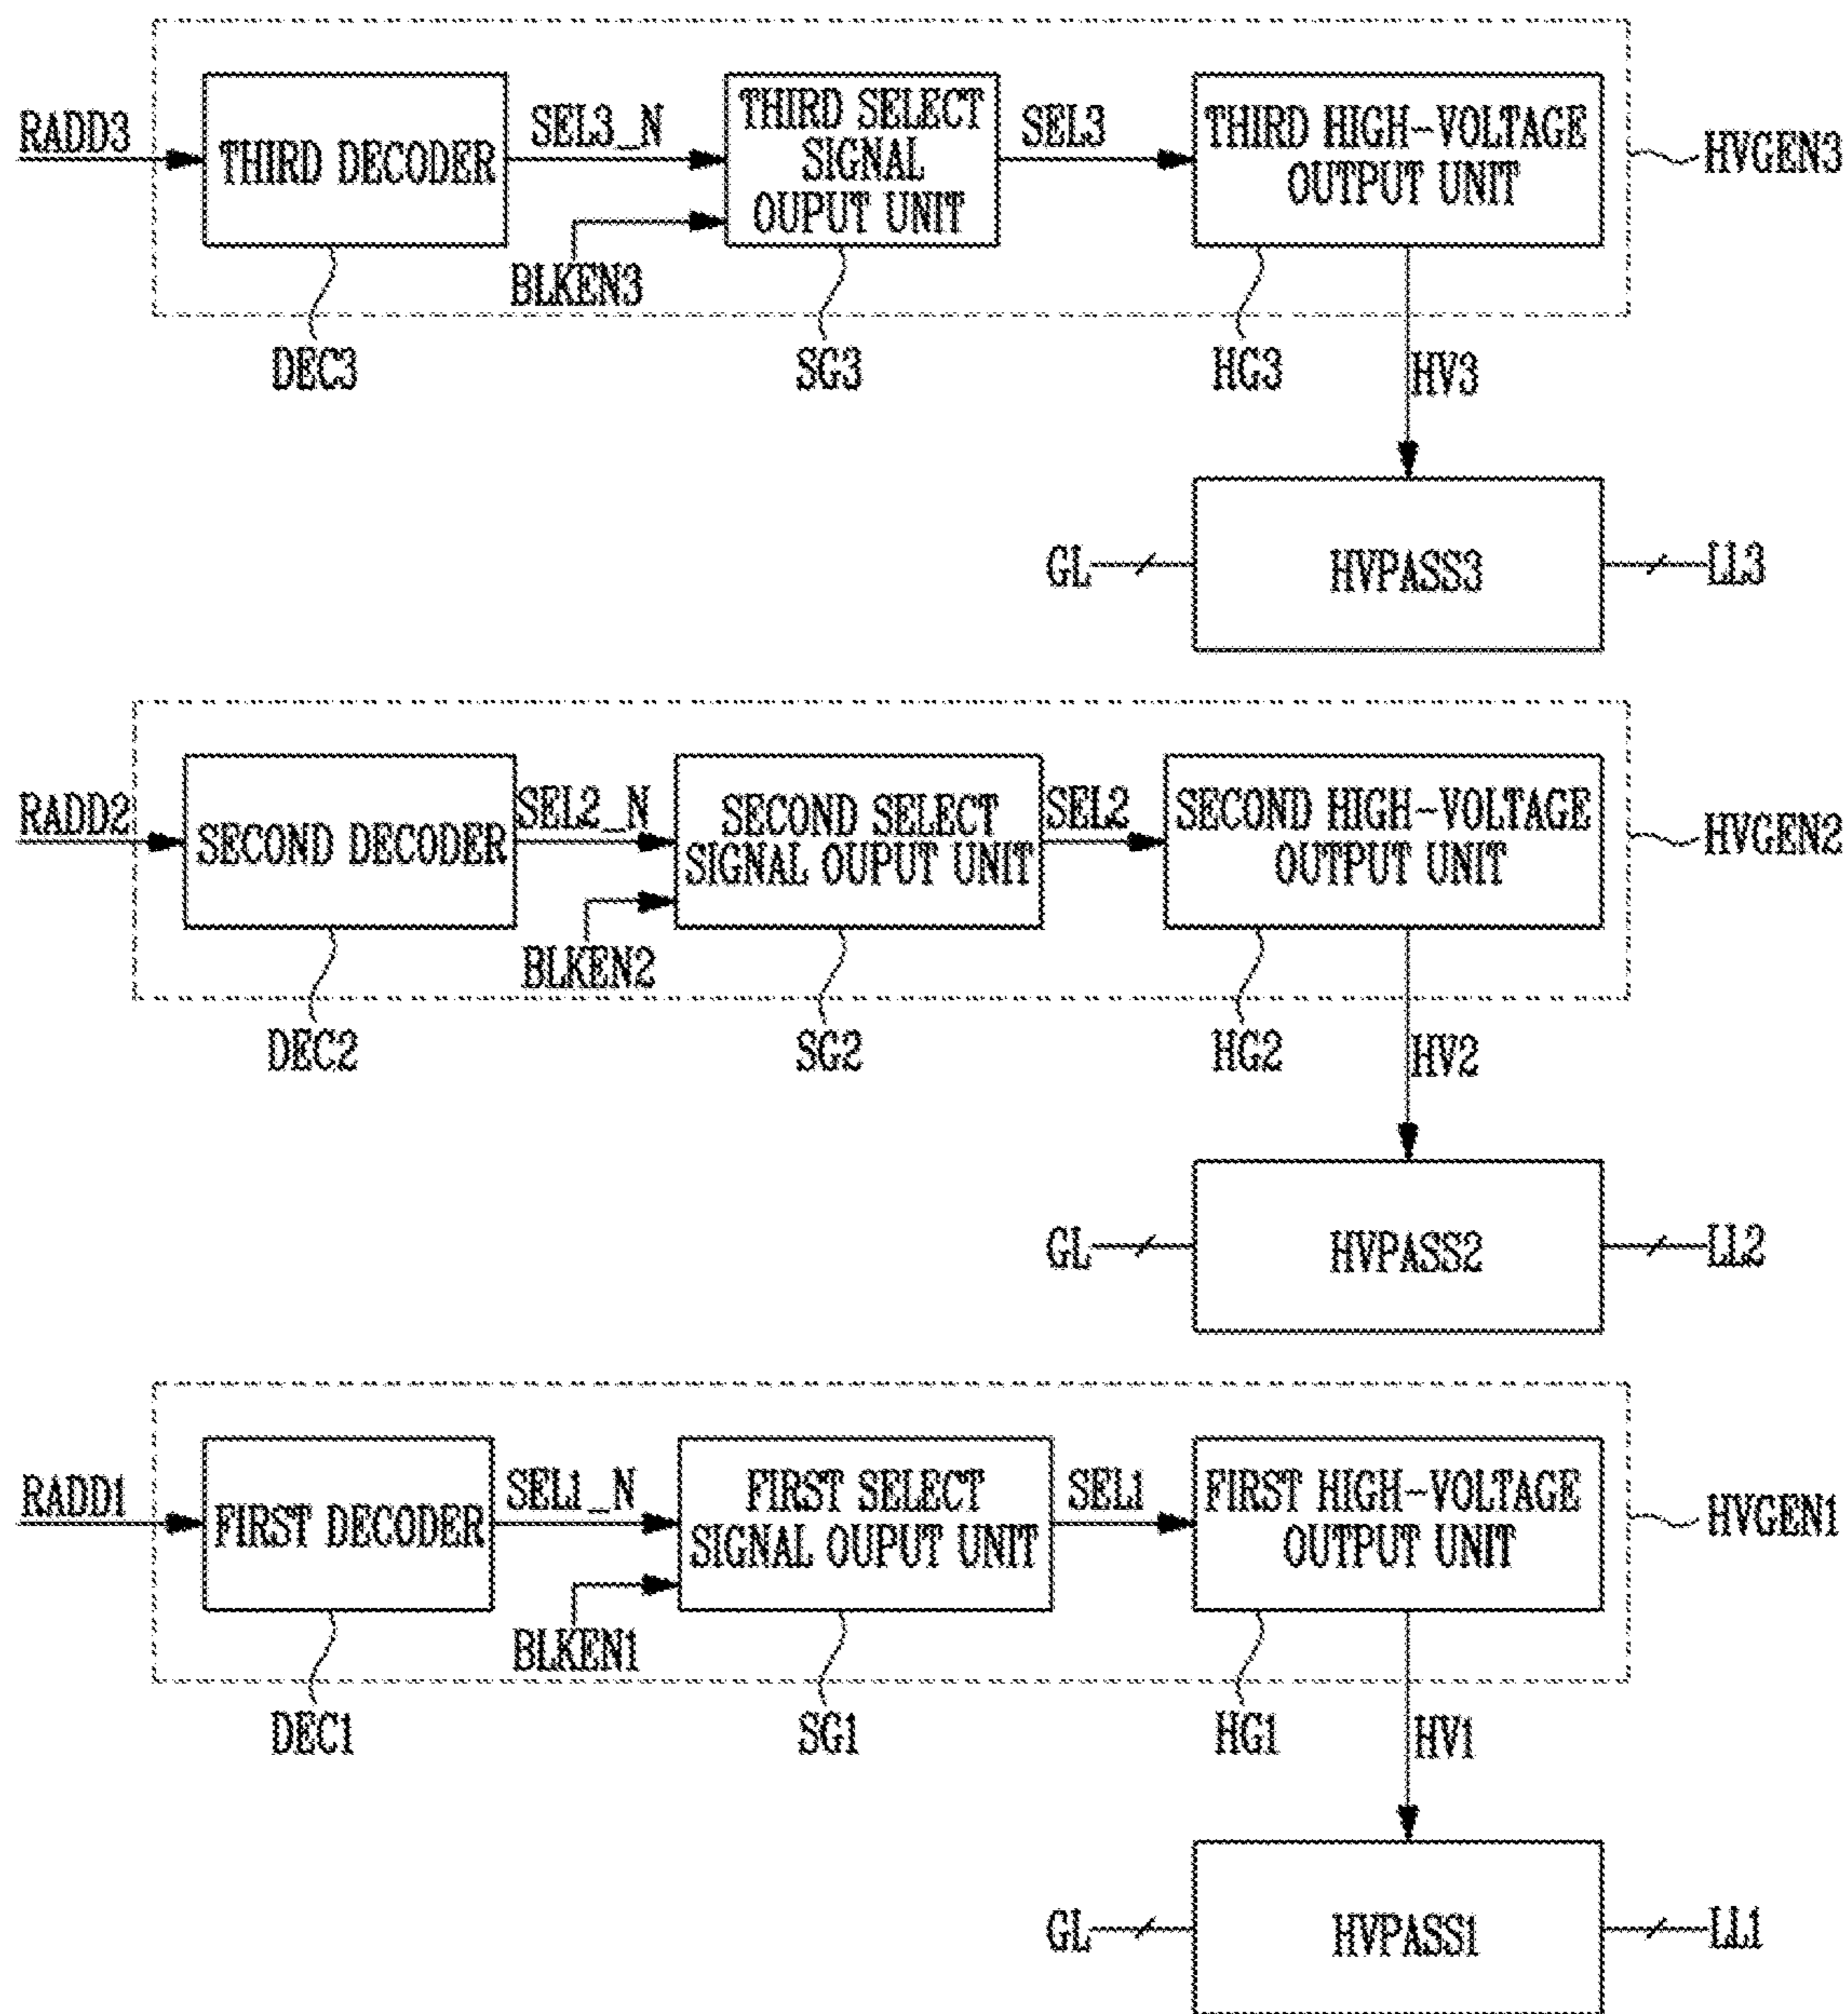 RADD3
THIRD DECODER
SEL3_N
BLKEN3
THIRD SELECT
SIGNAL
OUPUT UNIT
SEL3
THIRD HIGH-VOLTAGE
OUTPUT UNIT
HVGEN3
DEC3
SG3
HG3
HV3
GL
HVPASS3
LL3
RADD2
SECOND DECODER
SEL2_N
BLKEN2
SECOND SELECT
SIGNAL OUPUT UNIT
SEL2
SECOND HIGH-VOLTAGE
OUTPUT UNIT
HVGEN2
DEC2
SG2
HG2
HV2
GL
HVPASS2
LL2
RADD1
FIRST DECODER
SEL1_N
BLKEN1
FIRST SELECT
SIGNAL OUPUT UNIT
SEL1
FIRST HIGH-VOLTAGE
OUTPUT UNIT
HVGEN1
DEC1
SG1
HG1
HV1
GL
HVPASS1
LL1